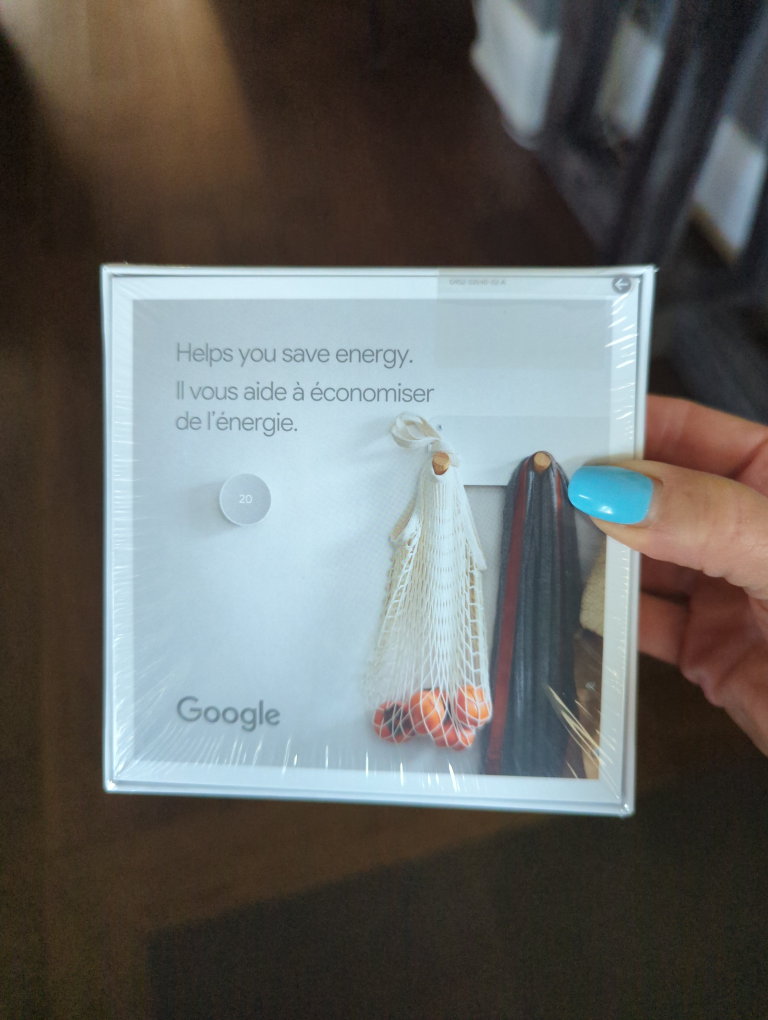 Helps you save energy.
Il vous aide à économiser
de l'énergie.
20
Google